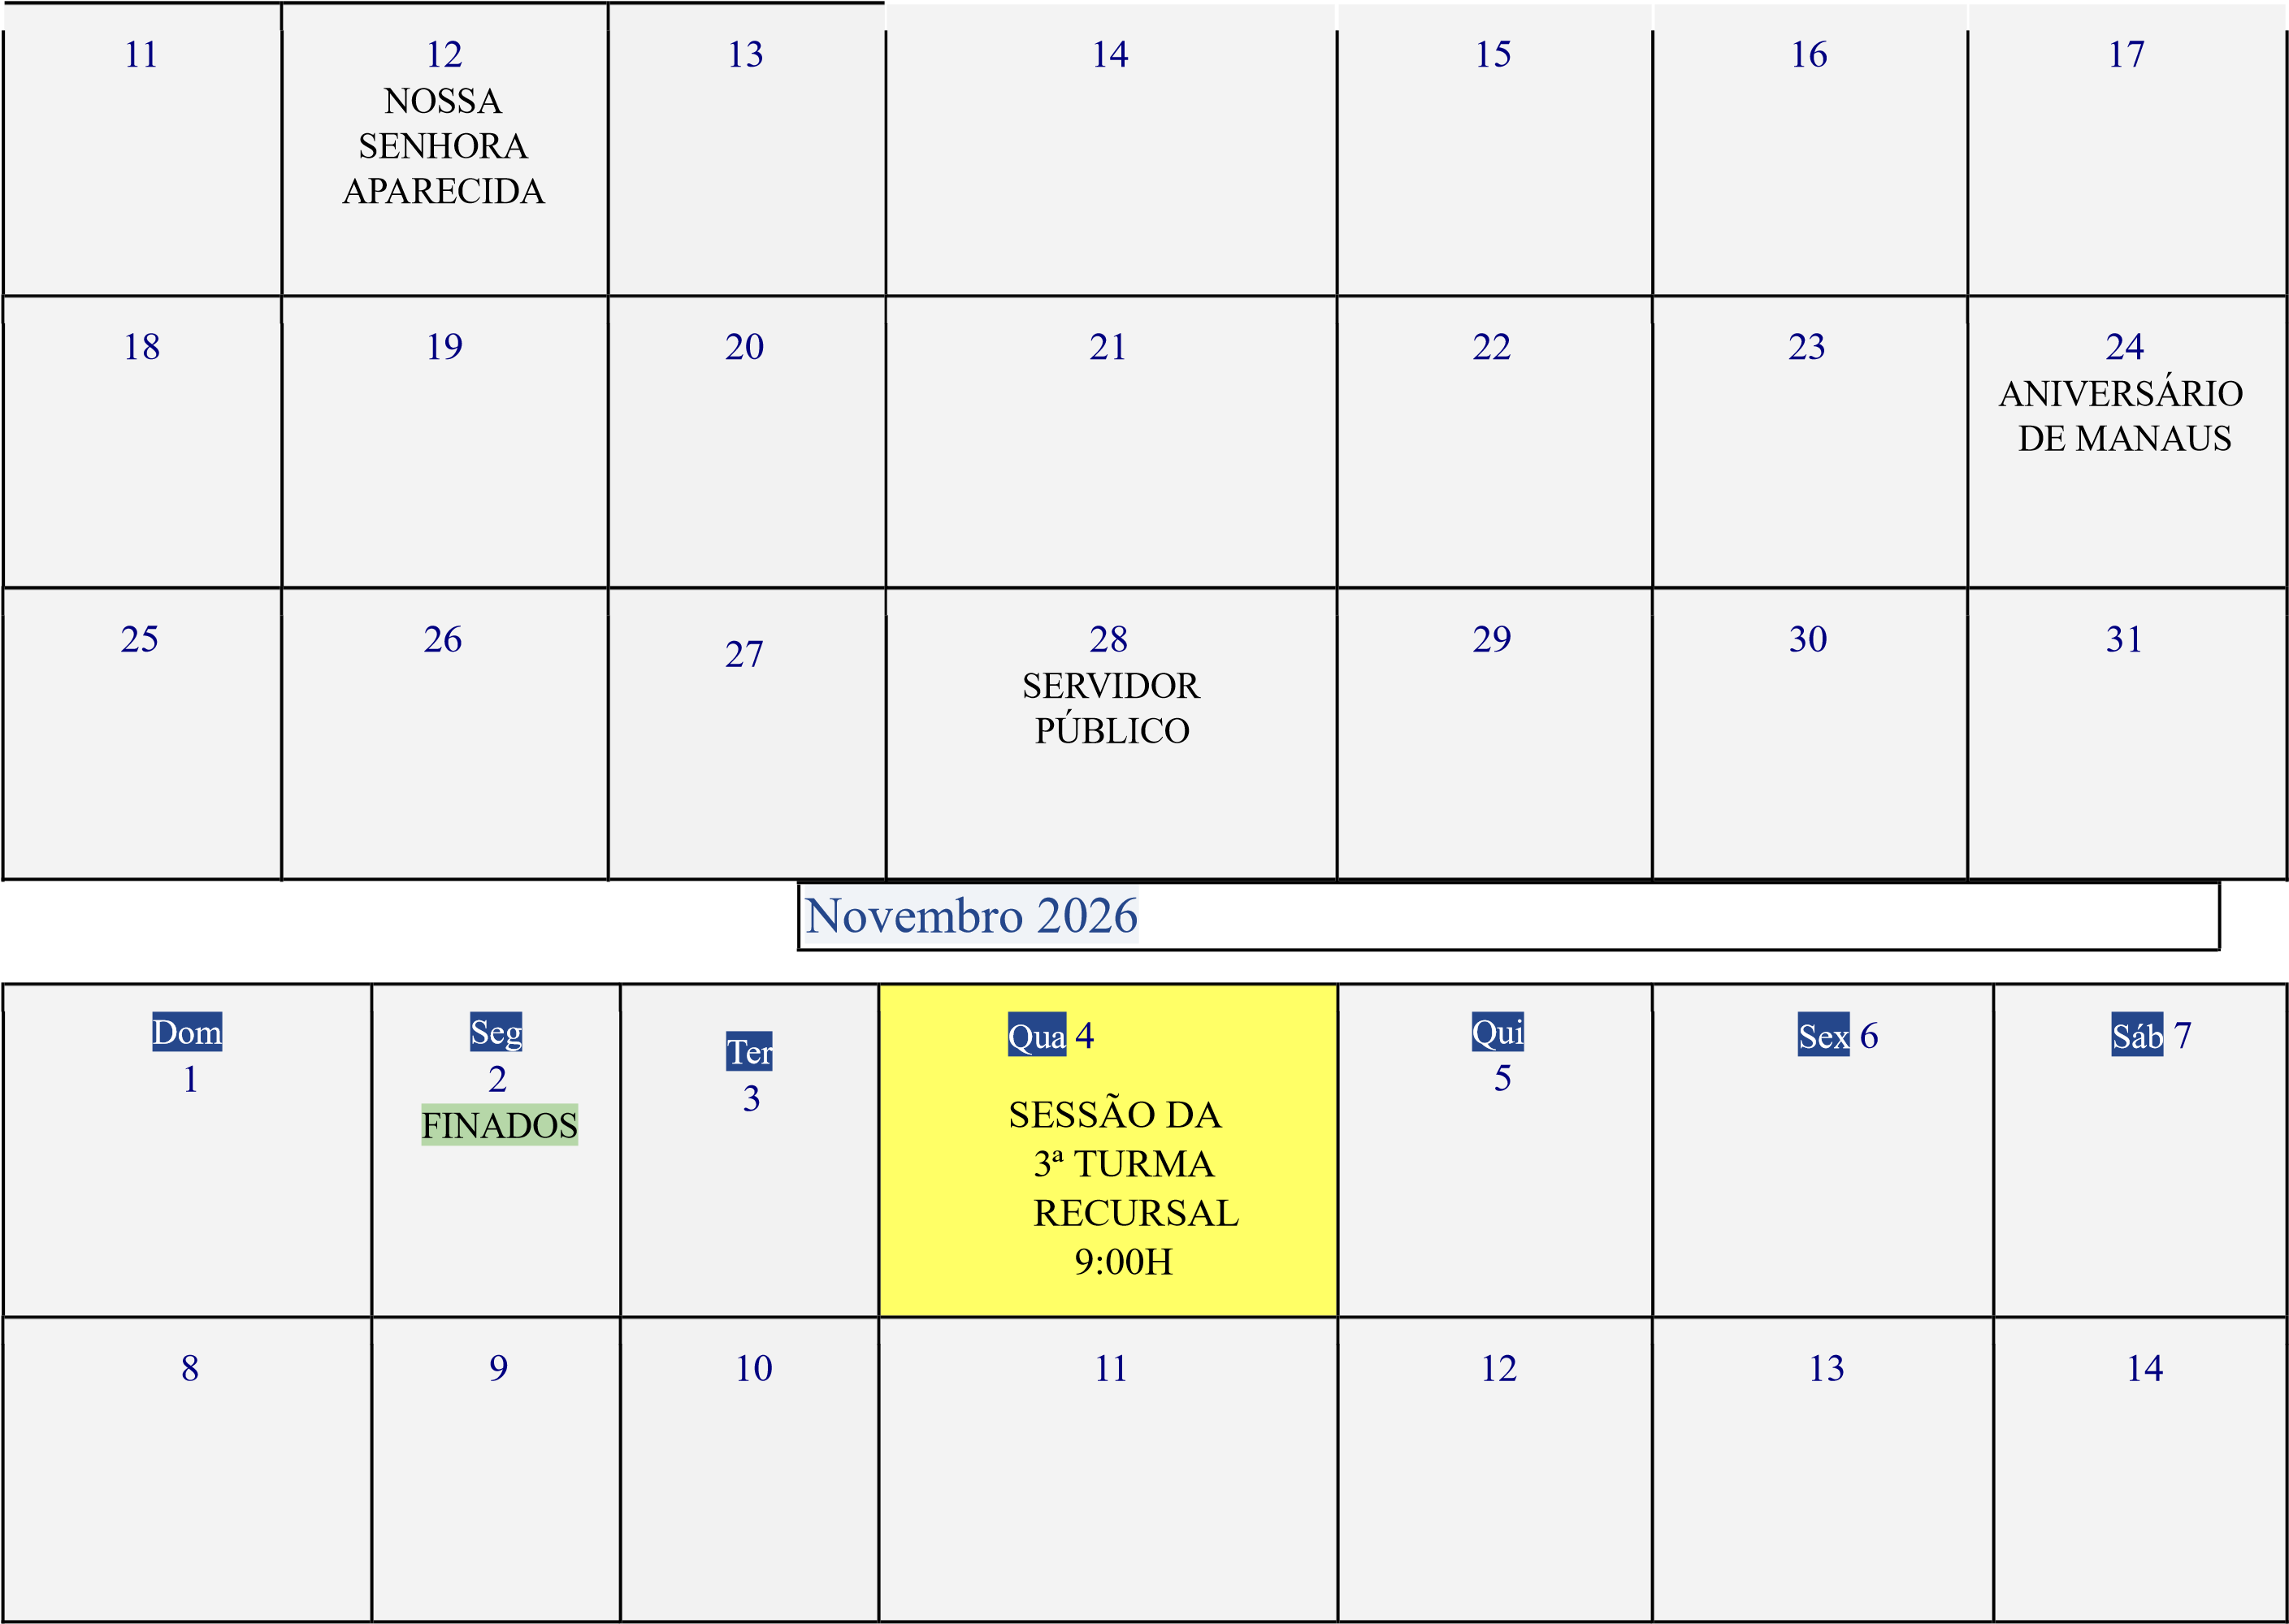 11
12
NOSSA
SENHORA
APARECIDA
13
14
15
16
17
18
19
20
21
22
23
24
ANIVERSÁRIO
DE MANAUS
25
26
27
28
SERVIDOR
PÚBLICO
29
30
31
Novembro 2026
Dom
1
Seg
2
FINADOS
Ter
3
Qua 4
SESSÃO DA
3ª TURMA
RECURSAL
9:00H
Qui
5
Sex 6
Sáb 7
8
9
10
11
12
13
14